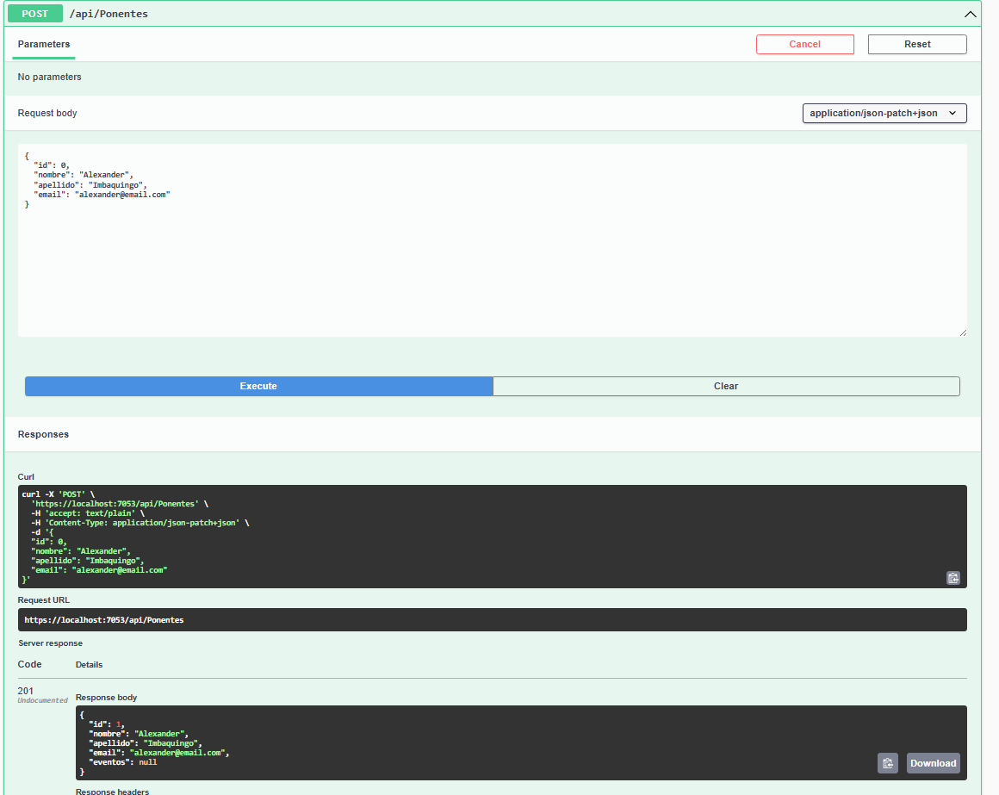 POST /api/Ponentes
Parameters Cancel Reset
No parameters
Request body application/json-patch+json
{
"id": 0,
"nombre": "Alexander",
"apellido": "Imbaquingo",
"email": "alexander@email.com"
}
Execute Clear
Responses
Curl
curl -X 'POST' \
'https://localhost:7053/api/Ponentes' \
-H 'accept: text/plain' \
-H 'Content-Type: application/json-patch+json' \
-d '{
"id": 0,
"nombre": "Alexander",
"apellido": "Imbaquingo",
"email": "alexander@email.com"
}'
Request URL
https://localhost:7053/api/Ponentes
Server response
Code Details
201
Undocumented
Response body
{
"id": 1,
"nombre": "Alexander",
"apellido": "Imbaquingo",
"email": "alexander@email.com",
"eventos": null
}
Download
Response headers